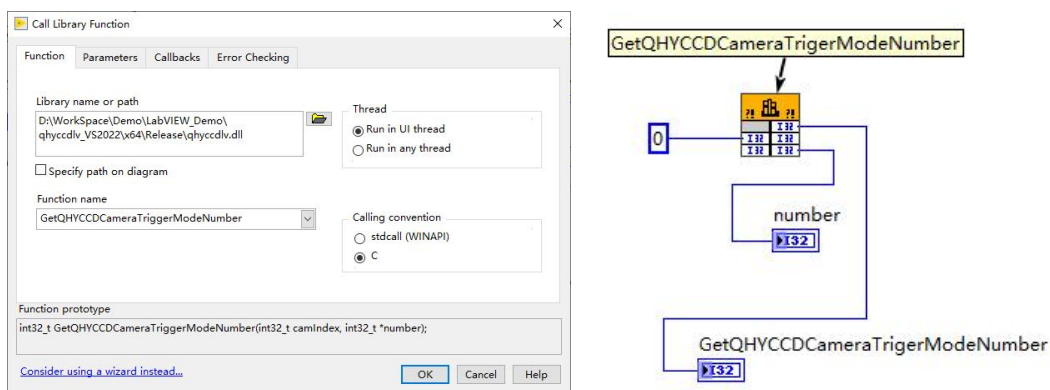 Call Library Function
Function
Parameters
Callbacks
Error Checking
Library name or path
D:\WorkSpace\Demo\LabVIEW_Demo\
qhyccdlv_VS2022\x64\Release\qhyccdlv.dll
Specify path on diagram
Function name
GetQHYCCDCameraTriggerModeNumber
Thread
Run in UI thread
Run in any thread
Calling convention
stdcall (WINAPI)
C
Function prototype
int32_t GetQHYCCDCameraTriggerModeNumber(int32_t camIndex, int32_t *number);
Consider using a wizard instead...
OK
Cancel
Help
GetQHYCCDCameraTrigerModeNumber
?! ?!
I32
I32 I32
I32 I32
0
number
I32
GetQHYCCDCameraTrigerModeNumber
I32